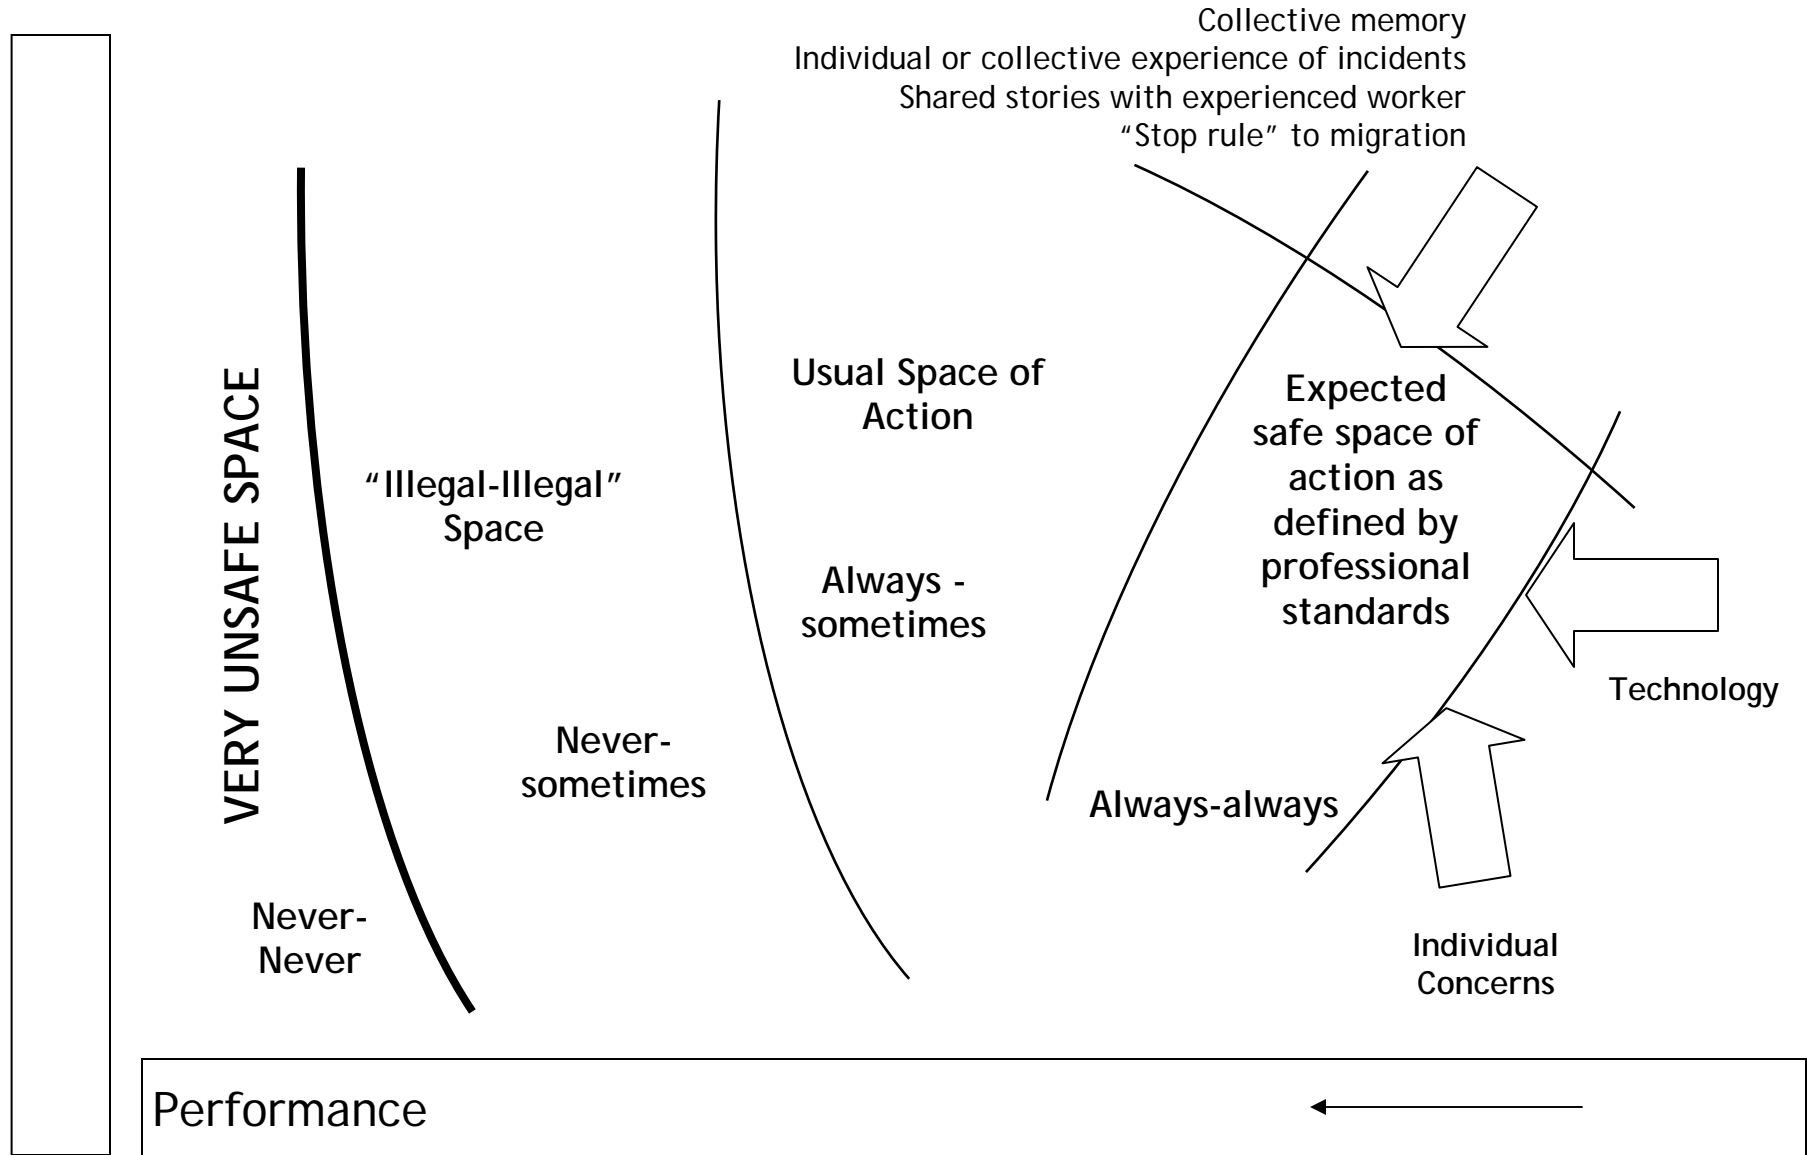 Collective memory
Individual or collective experience of incidents
Shared stories with experienced worker
“Stop rule” to migration
VERY UNSAFE SPACE
“Illegal-Illegal”
Space
Usual Space of
Action
Expected
safe space of
action as
defined by
professional
standards
Always -
sometimes
Technology
Never-
sometimes
Always-always
Never-
Never
Individual
Concerns
Performance